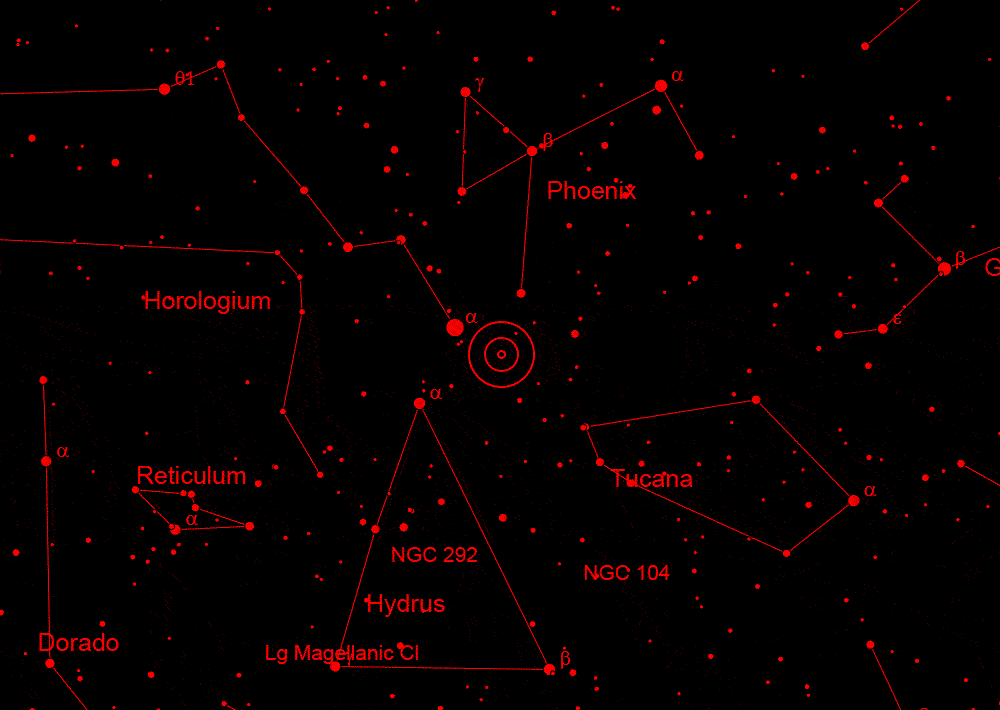 θ1
γ
α
β
Phoenix
β
G
Horologium
α
ε
α
α
Reticulum
Tucana
α
α
NGC 292
NGC 104
Hydrus
Dorado
Lg Magellanic Cl
β